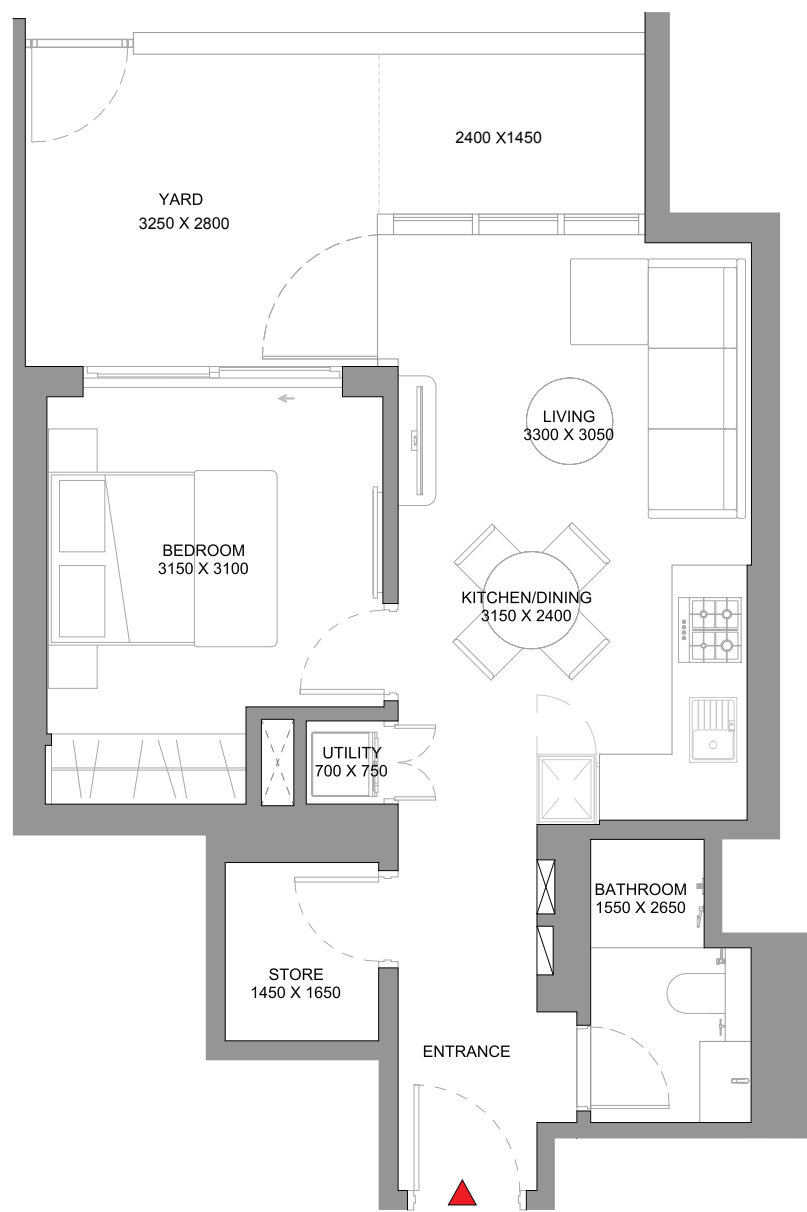 2400 X1450
YARD
3250 X 2800
LIVING
3300 X 3050
BEDROOM
3150 X 3100
KITCHEN/DINING
3150 X 2400
UTILITY
700 X 750
BATHROOM
1550 X 2650
STORE
1450 X 1650
ENTRANCE